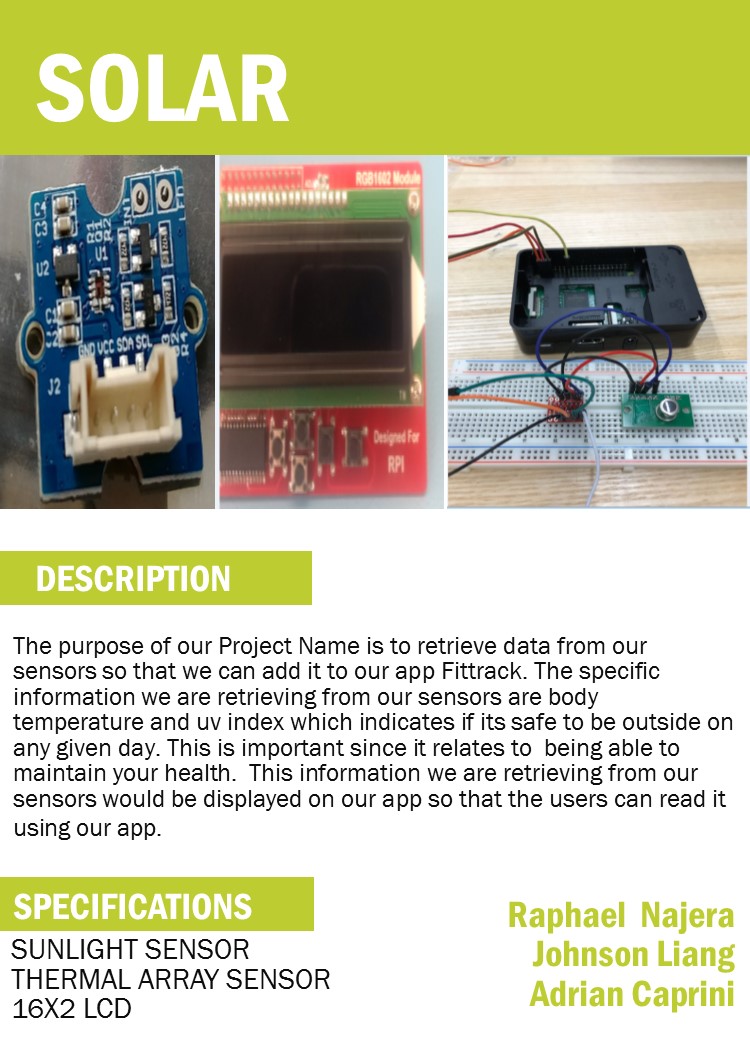 SOLAR
C4
C3
U2
R1
R2
INT
LED
GND VCC SDA SCL
J2
R4
RGB1602 Module
Designed For
RPI
DESCRIPTION
The purpose of our Project Name is to retrieve data from our
sensors so that we can add it to our app Fittrack. The specific
information we are retrieving from our sensors are body
temperature and uv index which indicates if its safe to be outside on
any given day. This is important since it relates to  being able to
maintain your health.  This information we are retrieving from our
sensors would be displayed on our app so that the users can read it
using our app.
SPECIFICATIONS
SUNLIGHT SENSOR
THERMAL ARRAY SENSOR
16X2 LCD
Raphael  Najera
Johnson Liang
Adrian Caprini